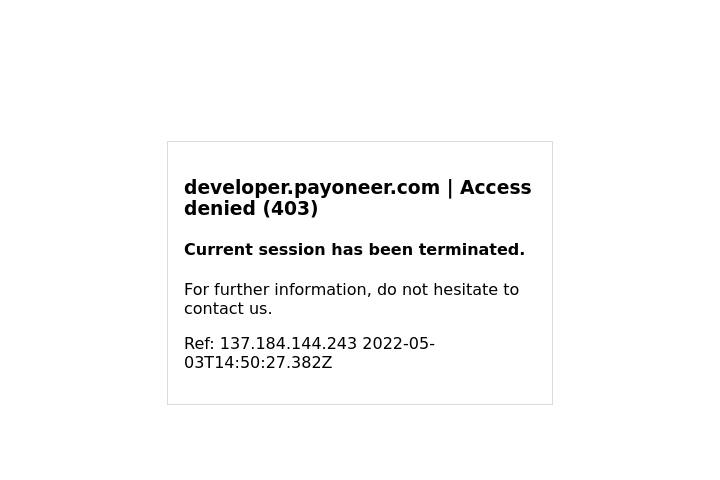 developer.payoneer.com | Access
denied (403)
Current session has been terminated.
For further information, do not hesitate to
contact us.
Ref: 137.184.144.243 2022-05-
03T14:50:27.382Z